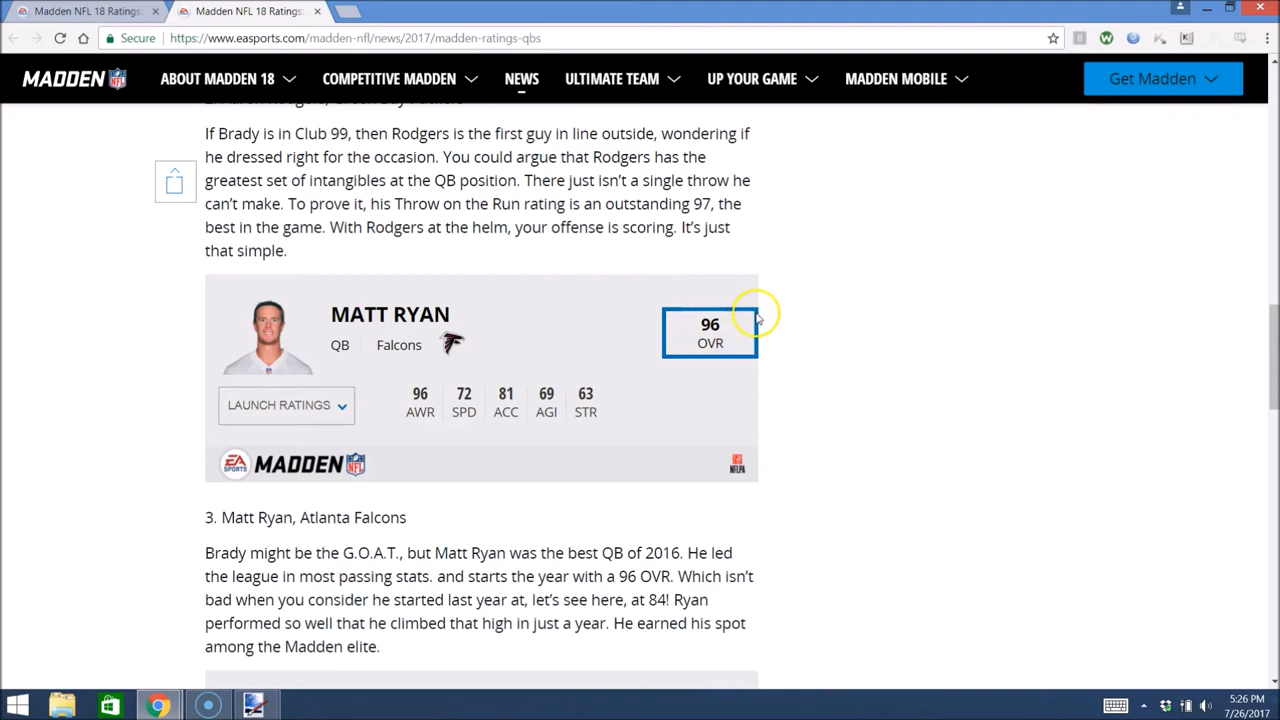 Madden NFL 18 Ratings:
Madden NFL 18 Ratings:
Secure https://www.easports.com/madden-nfl/news/2017/madden-ratings-qbs
MADDEN NFL ABOUT MADDEN 18 COMPETITIVE MADDEN NEWS ULTIMATE TEAM UP YOUR GAME MADDEN MOBILE Get Madden
If Brady is in Club 99, then Rodgers is the first guy in line outside, wondering if
he dressed right for the occasion. You could argue that Rodgers has the
greatest set of intangibles at the QB position. There just isn't a single throw he
can't make. To prove it, his Throw on the Run rating is an outstanding 97, the
best in the game. With Rodgers at the helm, your offense is scoring. It's just
that simple.
MATT RYAN
QB Falcons
96
OVR
LAUNCH RATINGS
96 72 81 69 63
AWR SPD ACC AGI STR
EA SPORTS MADDEN NFL
NFLPA
3. Matt Ryan, Atlanta Falcons
Brady might be the G.O.A.T., but Matt Ryan was the best QB of 2016. He led
the league in most passing stats. and starts the year with a 96 OVR. Which isn't
bad when you consider he started last year at, let's see here, at 84! Ryan
performed so well that he climbed that high in just a year. He earned his spot
among the Madden elite.
5:26 PM
7/26/2017